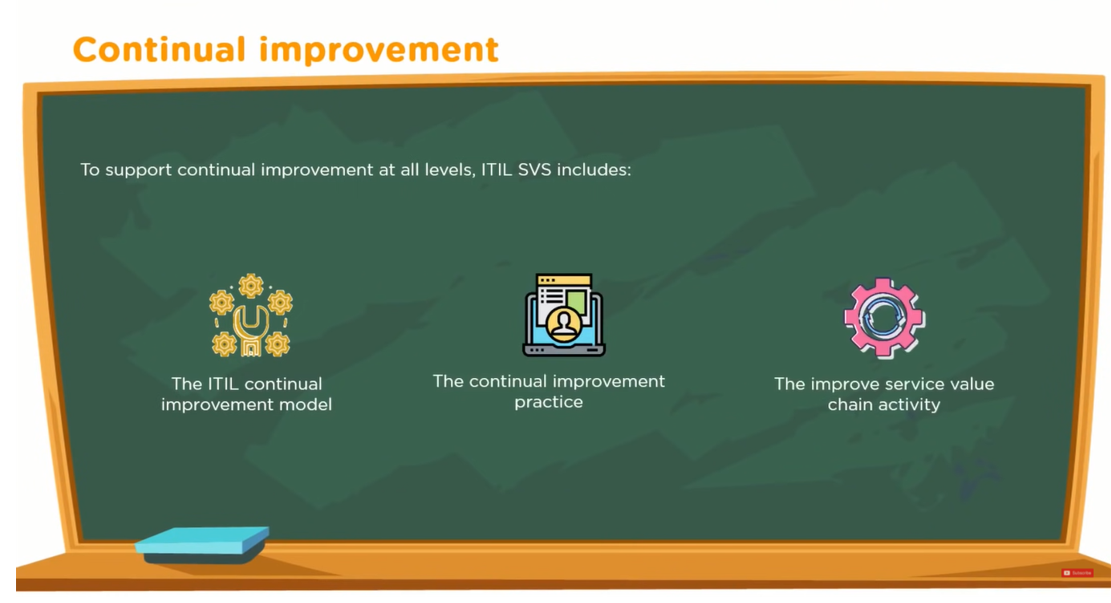 Continual improvement
To support continual improvement at all levels, ITIL SVS includes:
The ITIL continual
improvement model
The continual improvement
practice
The improve service value
chain activity
Subscribe